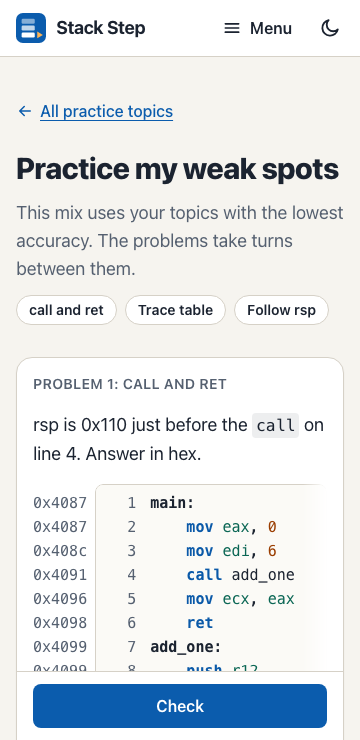 Stack Step
Menu
← All practice topics
Practice my weak spots
This mix uses your topics with the lowest
accuracy. The problems take turns
between them.
call and ret
Trace table
Follow rsp
PROBLEM 1: CALL AND RET
rsp is 0x110 just before the call on
line 4. Answer in hex.
0x4087 1 main:
0x4087 2 mov eax, 0
0x408c 3 mov edi, 6
0x4091 4 call add_one
0x4096 5 mov ecx, eax
0x4098 6 ret
0x4099 7 add_one:
0x4099 8 push r12
Check